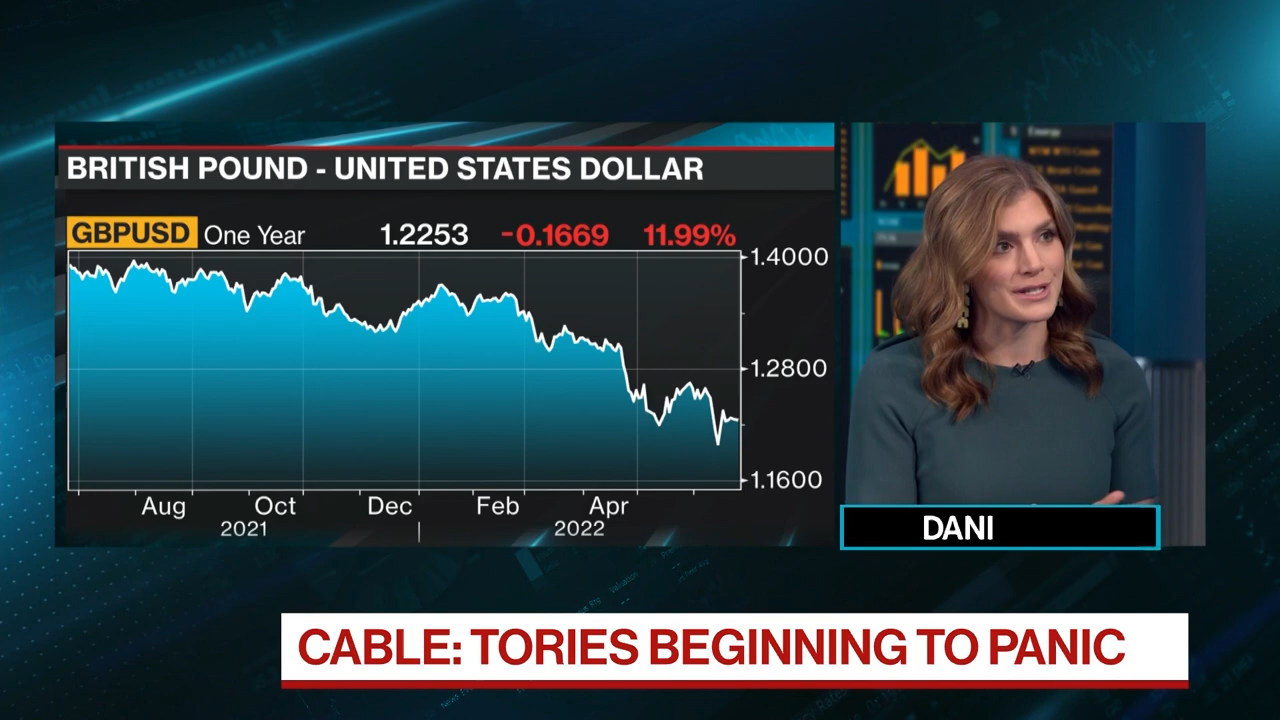 BRITISH POUND - UNITED STATES DOLLAR
GBPUSD One Year 1.2253 -0.1669 11.99%
1.4000
1.2800
1.1600
Aug Oct Dec Feb Apr
2021 2022
Energy
DANI
CABLE: TORIES BEGINNING TO PANIC